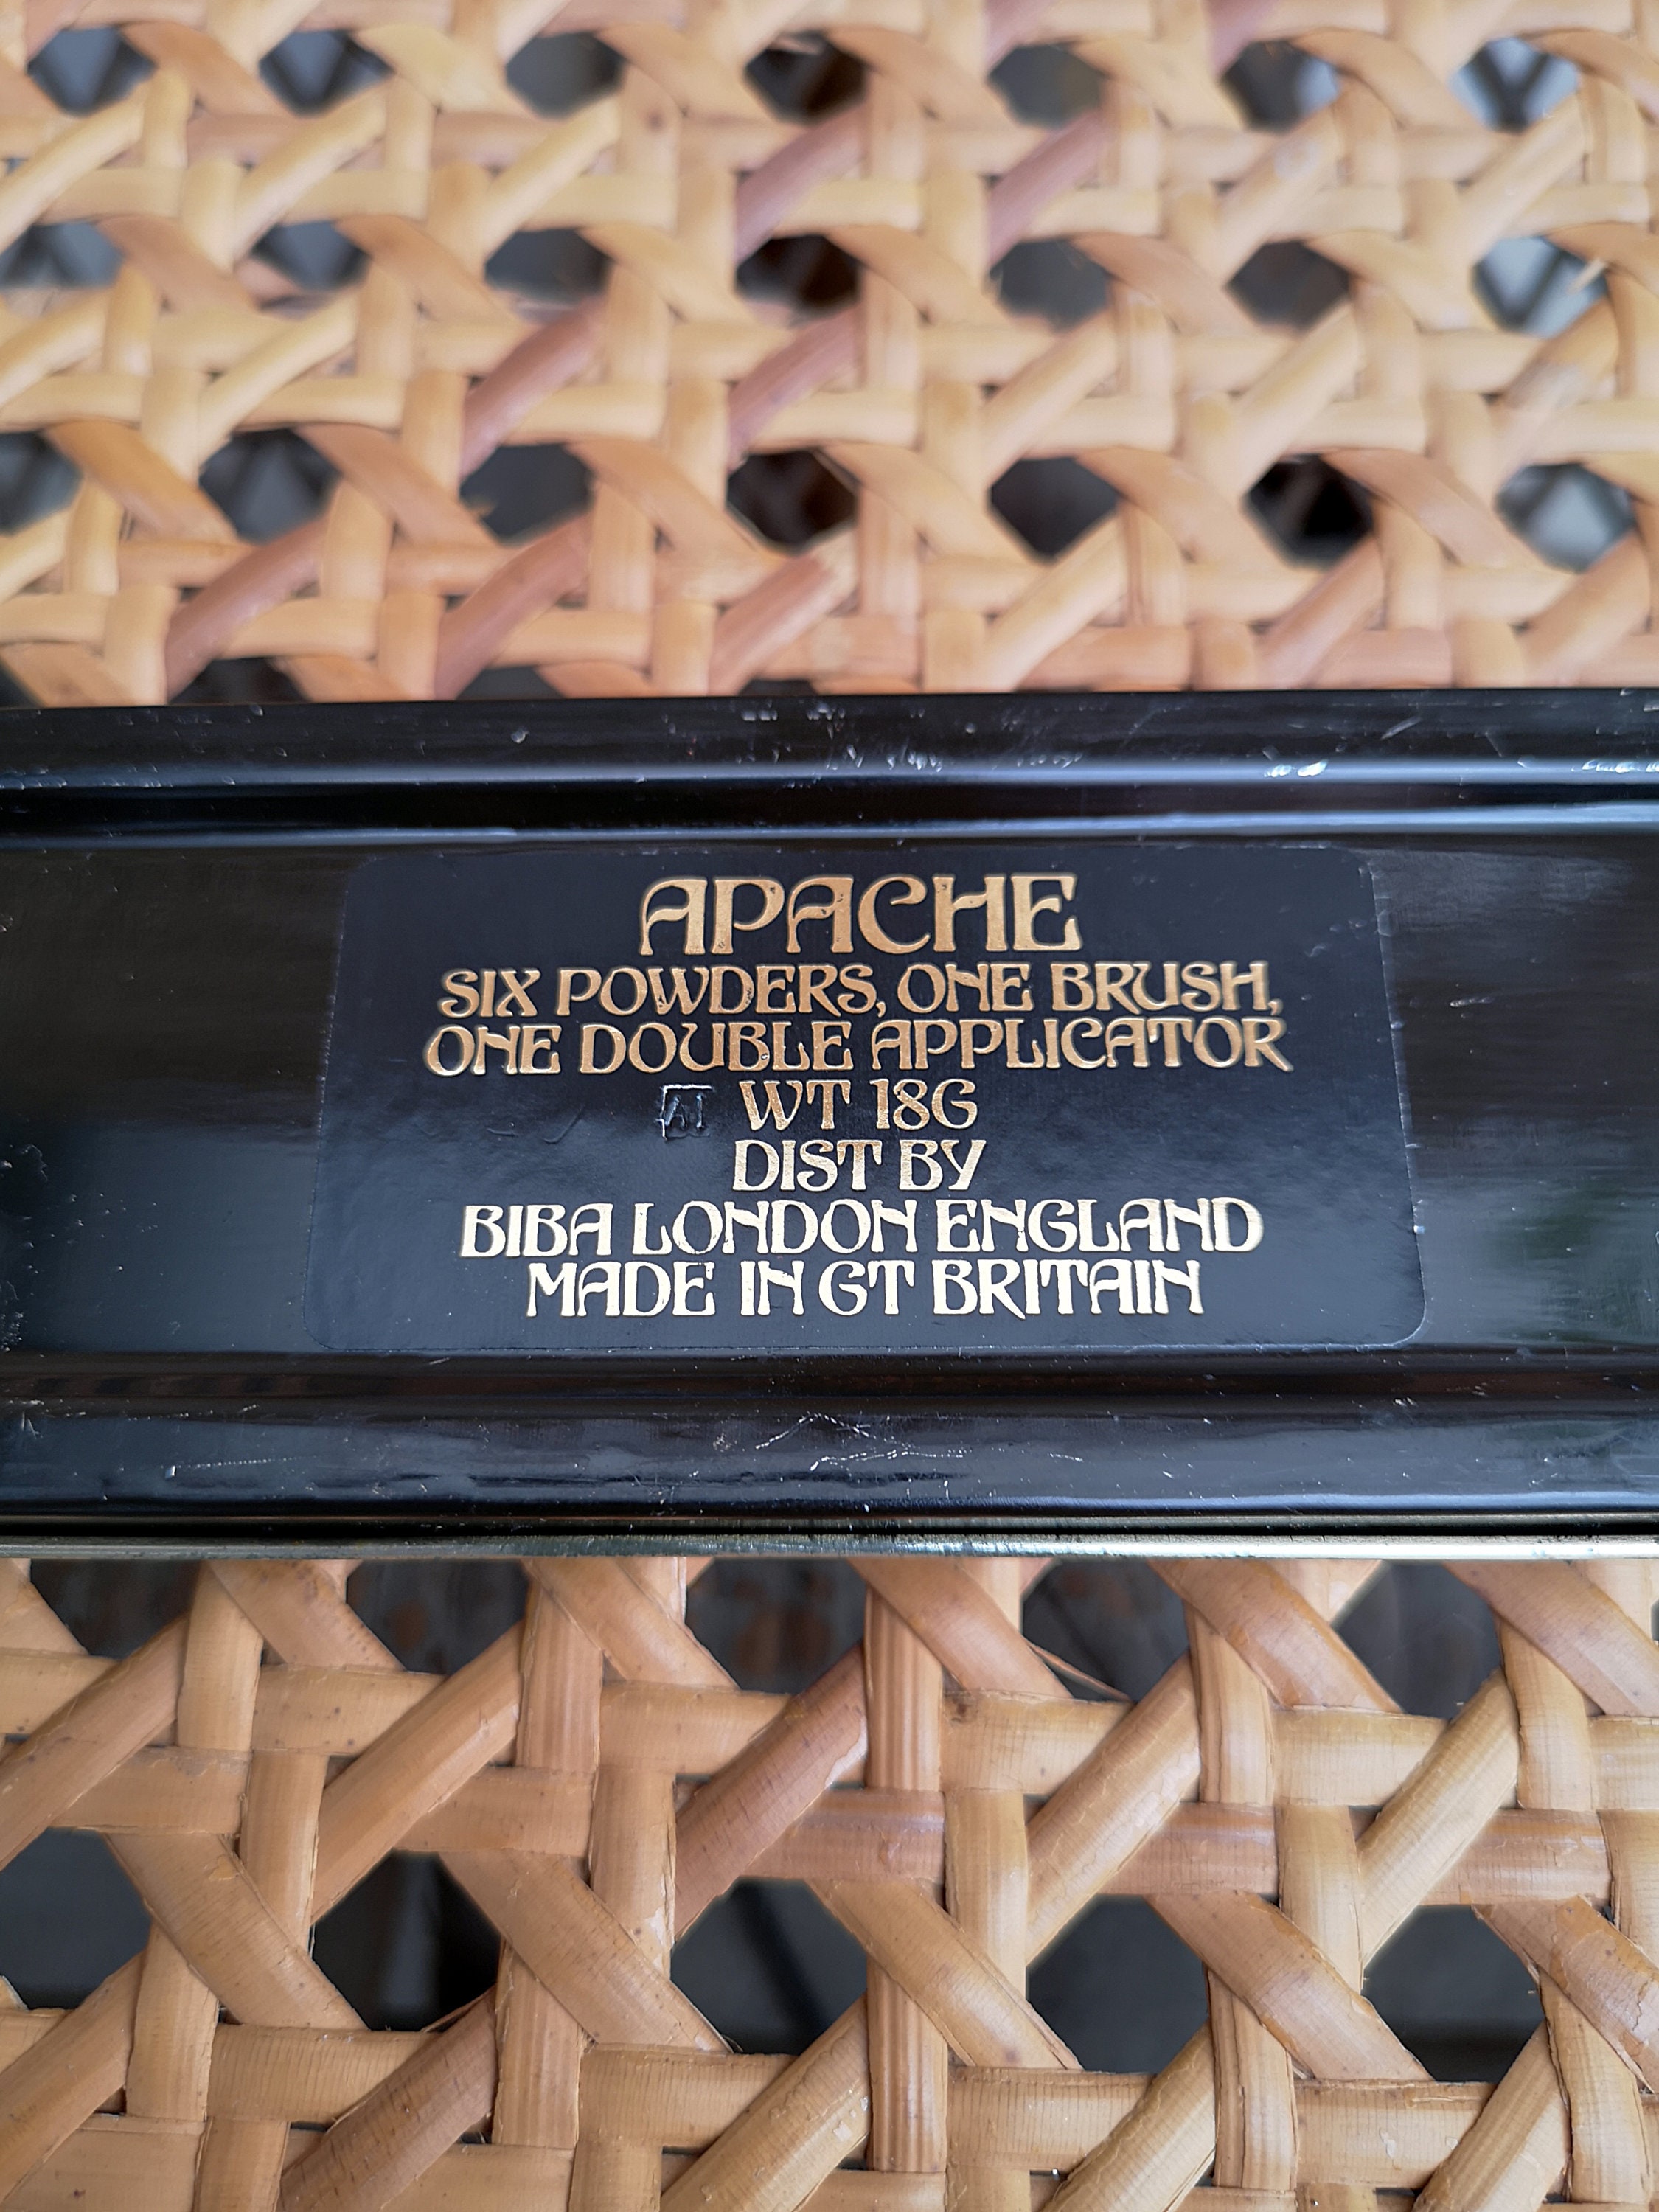 APACHE
SIX POWDERS, ONE BRUSH,
ONE DOUBLE APPLICATOR
WT 18G
DIST BY
BIBA LONDON ENGLAND
MADE IN GT BRITAIN